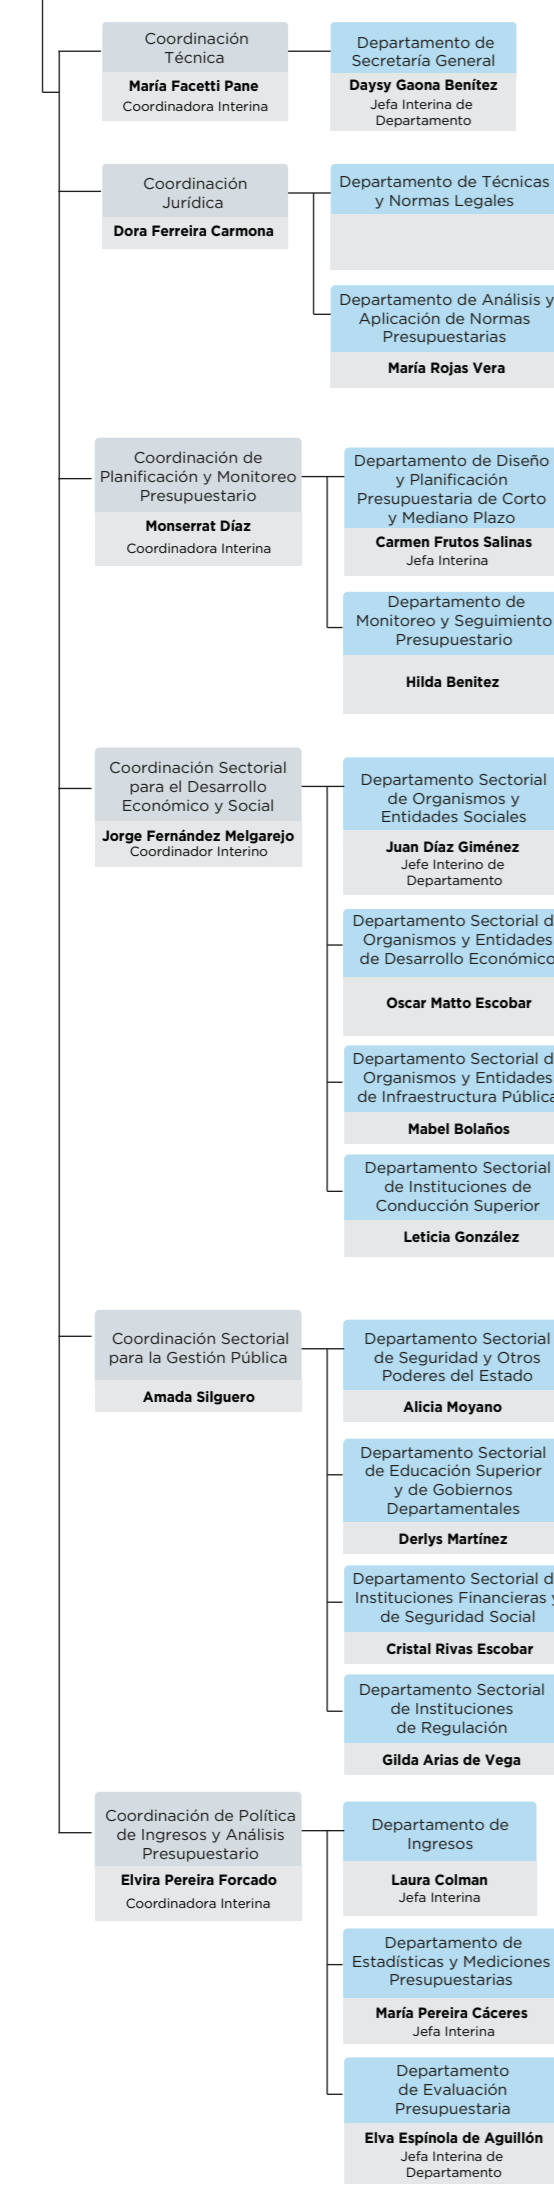 Coordinación
Técnica
María Facetti Pane
Coordinadora Interina
Departamento de
Secretaría General
Daysy Gaona Benítez
Jefa Interina de
Departamento
Coordinación
Jurídica
Dora Ferreira Carmona
Departamento de Técnicas
y Normas Legales
Departamento de Análisis y
Aplicación de Normas
Presupuestarias
María Rojas Vera
Coordinación de
Planificación y Monitoreo
Presupuestario
Monserrat Díaz
Coordinadora Interina
Departamento de Diseño
y Planificación
Presupuestaria de Corto
y Mediano Plazo
Carmen Frutos Salinas
Jefa Interina
Departamento de
Monitoreo y Seguimiento
Presupuestario
Hilda Benitez
Coordinación Sectorial
para el Desarrollo
Económico y Social
Jorge Fernández Melgarejo
Coordinador Interino
Departamento Sectorial
de Organismos y
Entidades Sociales
Juan Díaz Giménez
Jefe Interino de
Departamento
Departamento Sectorial d
Organismos y Entidades
de Desarrollo Económico
Oscar Matto Escobar
Departamento Sectorial d
Organismos y Entidades
de Infraestructura Pública
Mabel Bolaños
Departamento Sectorial
de Instituciones de
Conducción Superior
Leticia González
Coordinación Sectorial
para la Gestión Pública
Amada Silguero
Departamento Sectorial
de Seguridad y Otros
Poderes del Estado
Alicia Moyano
Departamento Sectorial
de Educación Superior
y de Gobiernos
Departamentales
Derlys Martínez
Departamento Sectorial d
Instituciones Financieras y
de Seguridad Social
Cristal Rivas Escobar
Departamento Sectorial
de Instituciones
de Regulación
Gilda Arias de Vega
Coordinación de Política
de Ingresos y Análisis
Presupuestario
Elvira Pereira Forcado
Coordinadora Interina
Departamento de
Ingresos
Laura Colman
Jefa Interina
Departamento de
Estadísticas y Mediciones
Presupuestarias
María Pereira Cáceres
Jefa Interina
Departamento
de Evaluación
Presupuestaria
Elva Espínola de Aguillón
Jefa Interina de
Departamento